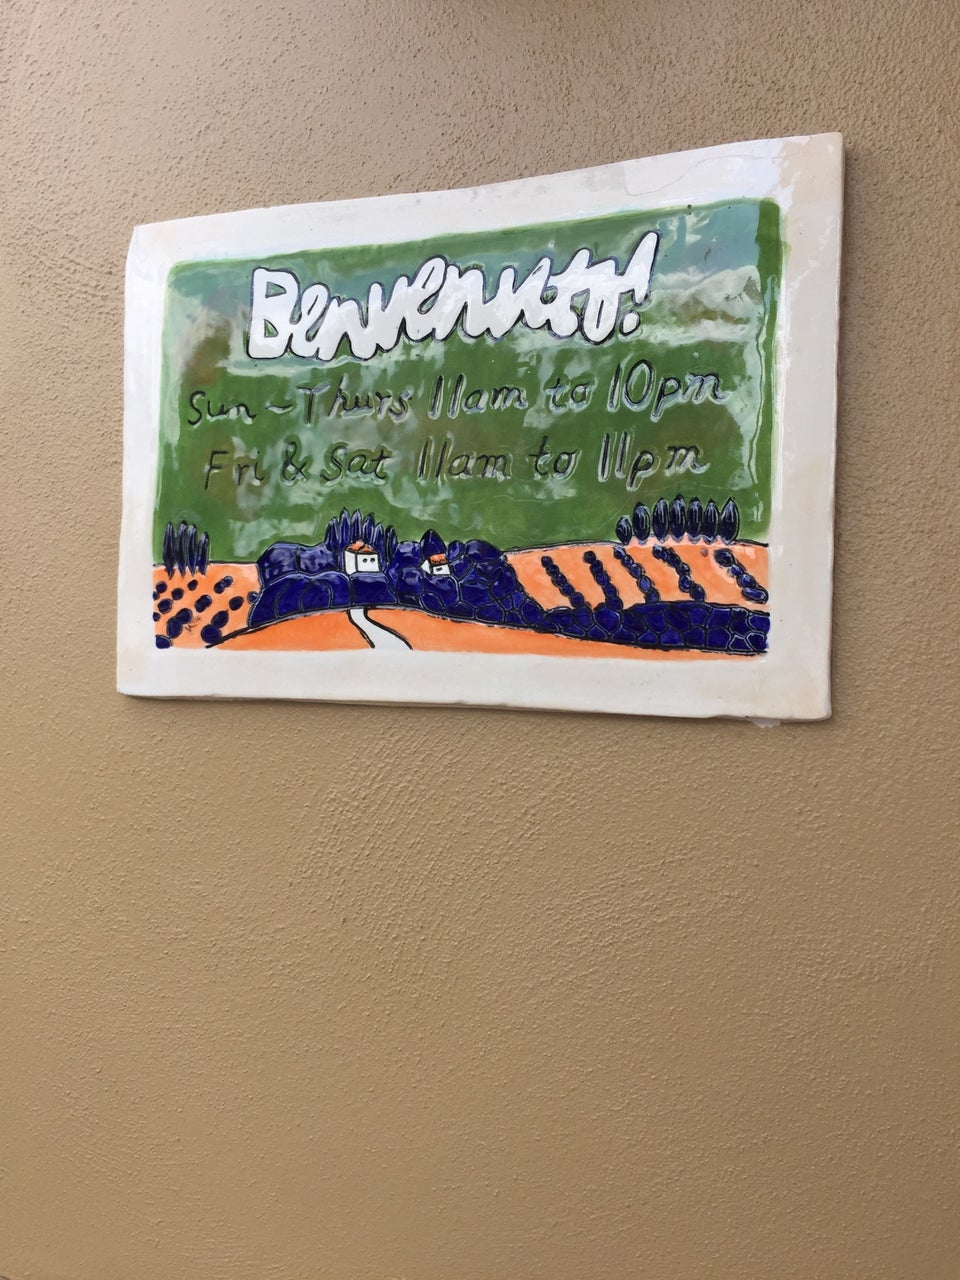 Benvenuto!
Sun - Thurs 11am to 10pm
Fri & Sat 11am to 11pm